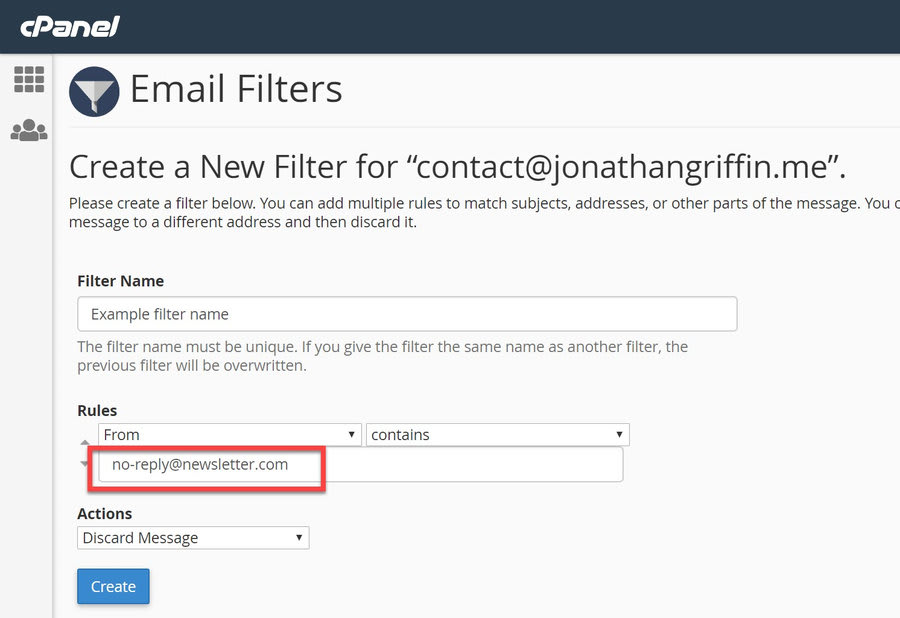 cPanel
Email Filters
Create a New Filter for “contact@jonathangriffin.me”.
Please create a filter below. You can add multiple rules to match subjects, addresses, or other parts of the message. You
message to a different address and then discard it.
Filter Name
Example filter name
The filter name must be unique. If you give the filter the same name as another filter, the
previous filter will be overwritten.
Rules
From contains
no-reply@newsletter.com
Actions
Discard Message
Create